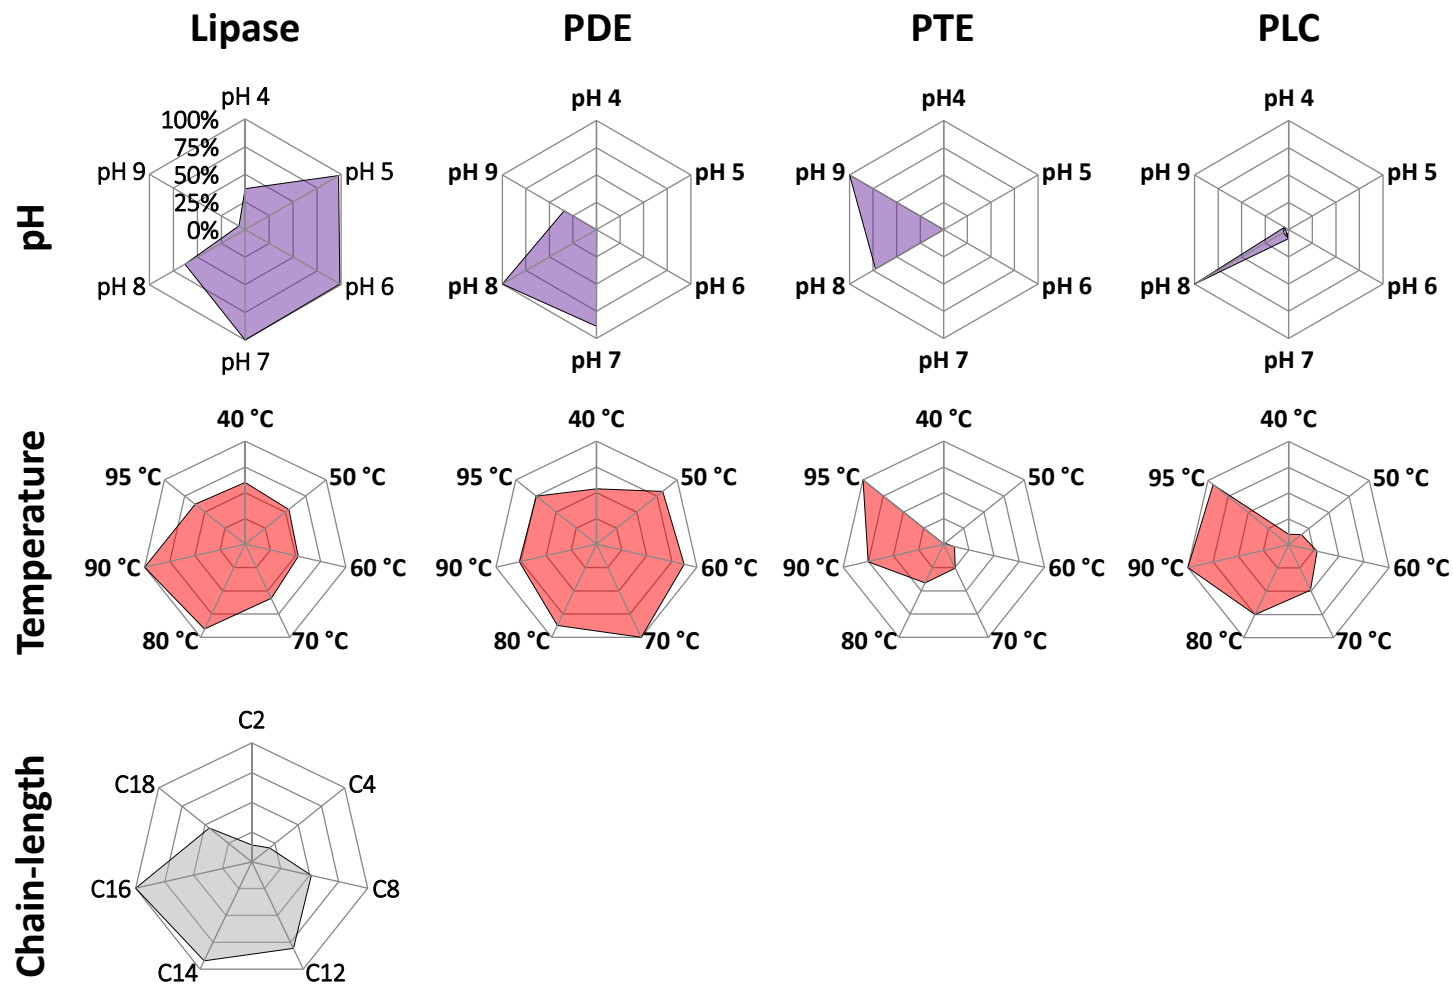 Lipase
PDE
PTE
PLC
pH
pH 4
100%
75%
50%
25%
0%
pH 5
pH 6
pH 7
pH 8
pH 9
pH 4
pH 5
pH 6
pH 7
pH 8
pH 9
pH4
pH 5
pH 6
pH 7
pH 8
pH 9
pH 4
pH 5
pH 6
pH 7
pH 8
pH 9
Temperature
40 °C
50 °C
60 °C
70 °C
80 °C
90 °C
95 °C
40 °C
50 °C
60 °C
70 °C
80 °C
90 °C
95 °C
40 °C
50 °C
60 °C
70 °C
80 °C
90 °C
95 °C
40 °C
50 °C
60 °C
70 °C
80 °C
90 °C
95 °C
Chain-length
C2
C4
C8
C12
C14
C16
C18